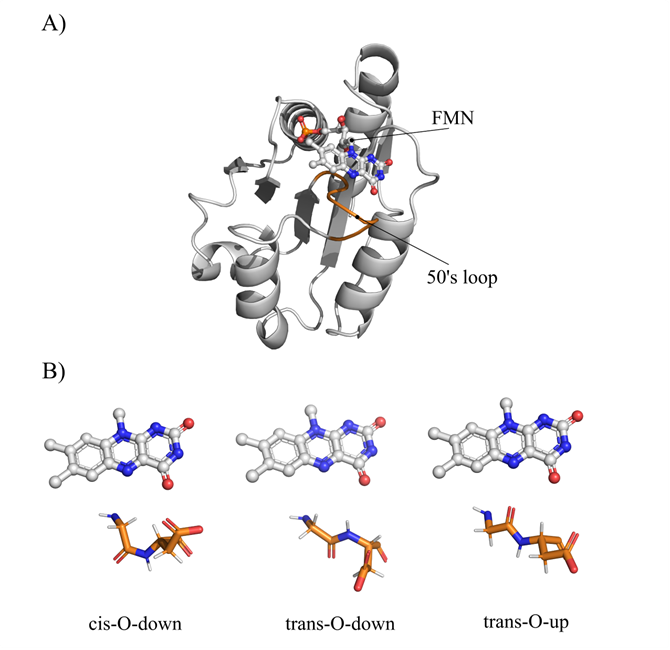 A)
FMN
50's loop
B)
cis-O-down
trans-O-down
trans-O-up